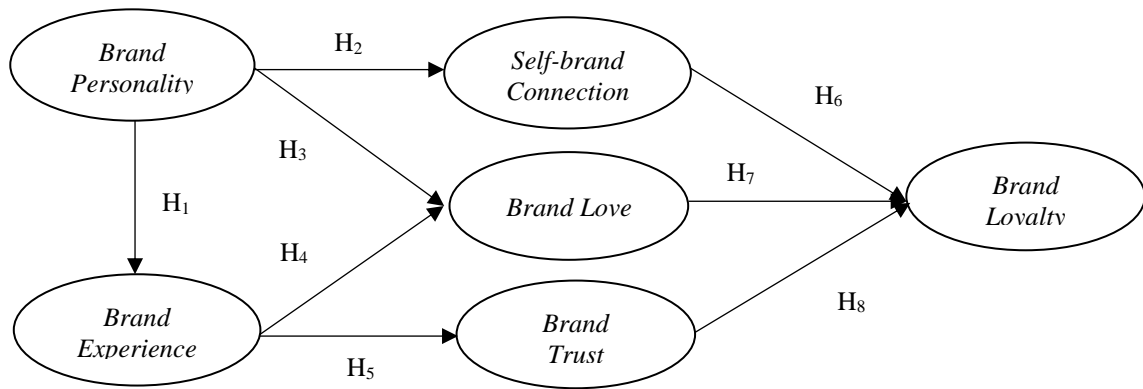 Brand
Personality
H₂
Self-brand
Connection
H₆
H₃
H₁
Brand Love
H₇
Brand
Loyalty
H₄
Brand
Experience
H₅
Brand
Trust
H₈